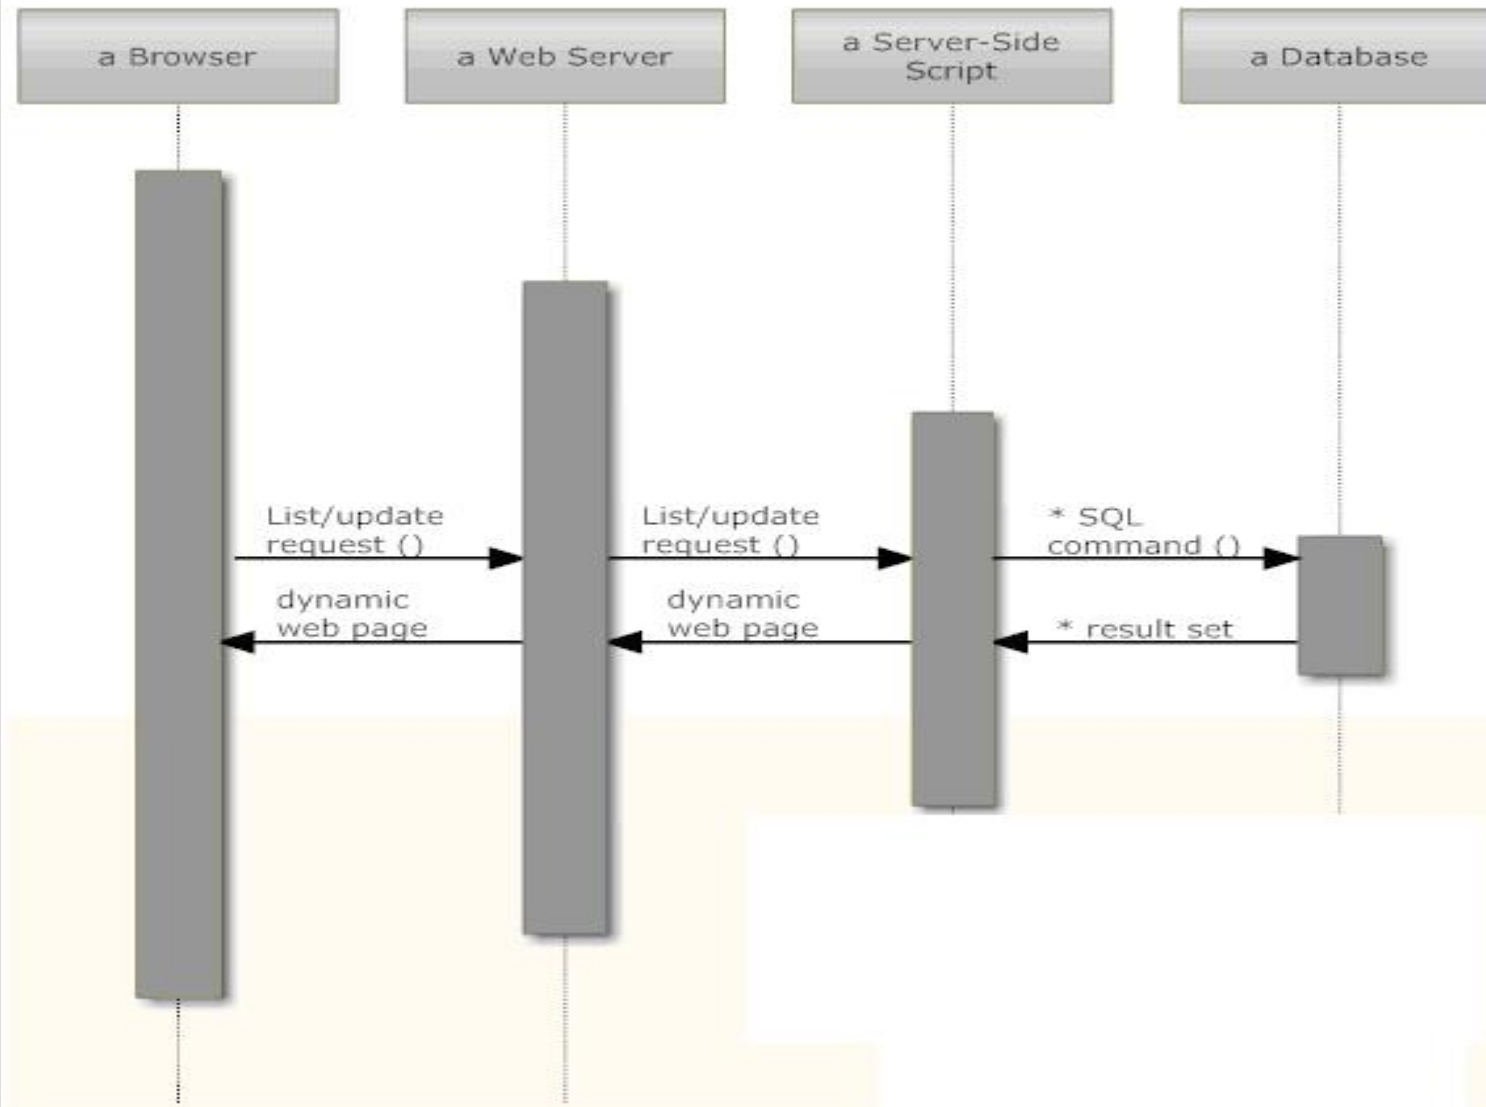 a Browser
a Web Server
a Server-Side
Script
a Database
List/update
request ()
List/update
request ()
* SQL
command ()
dynamic
web page
dynamic
web page
* result set